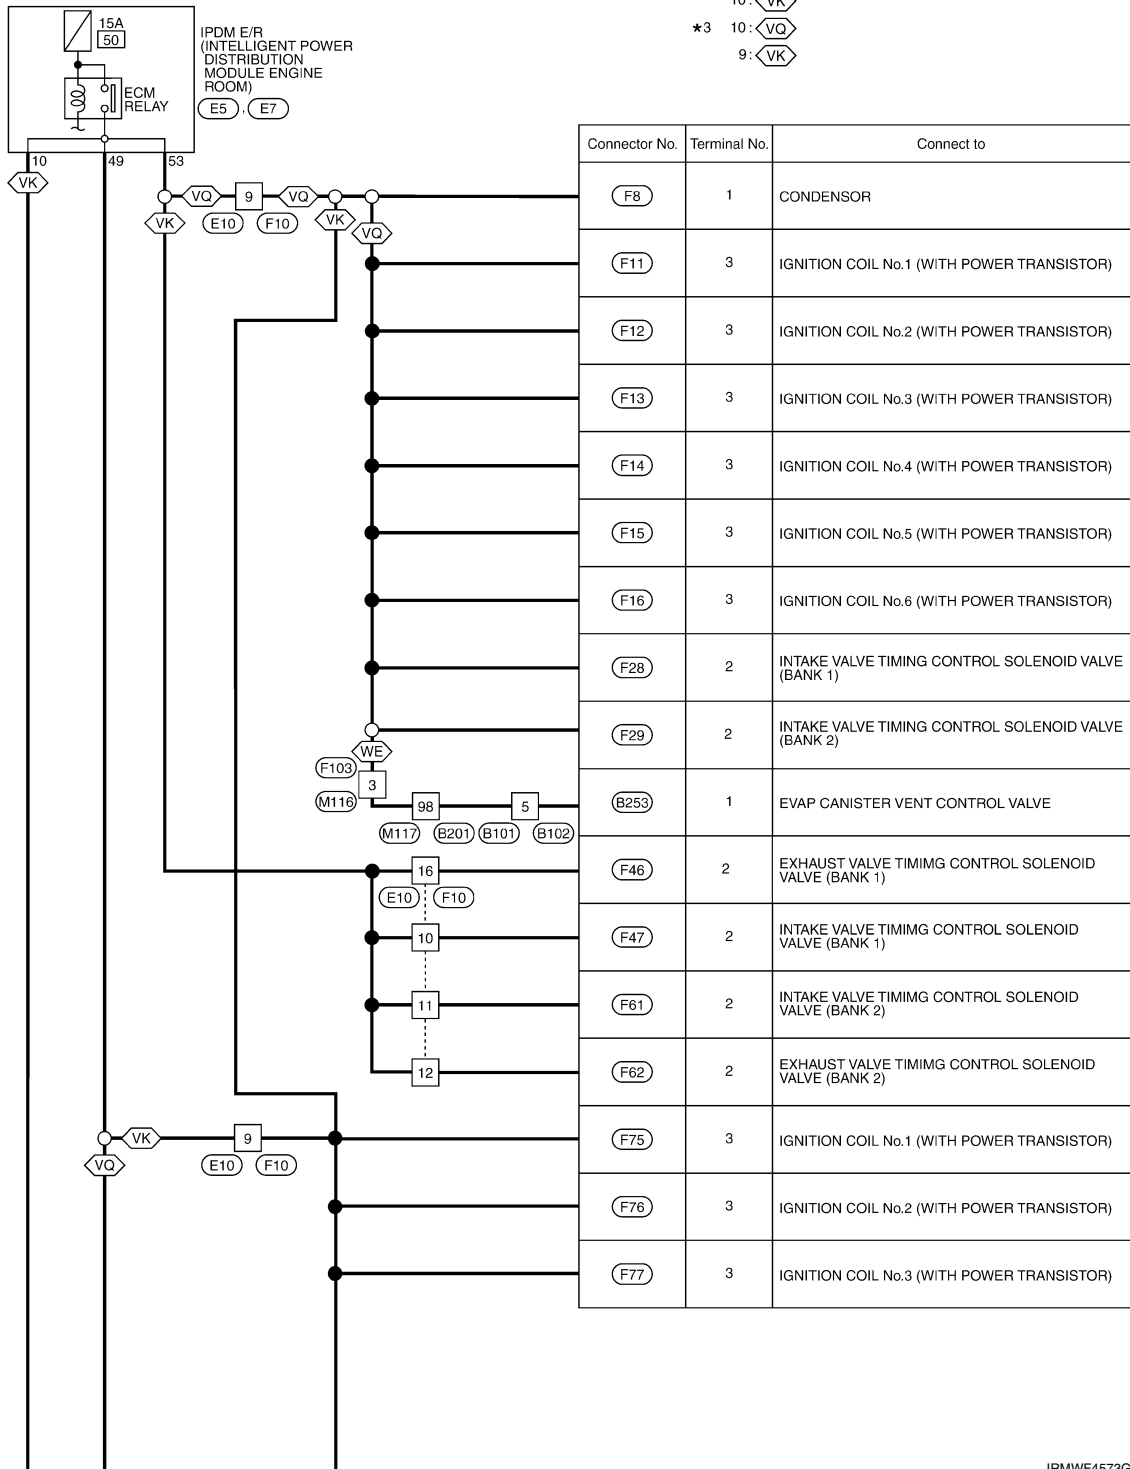 10: VK
*3 10: VQ
9: VK
15A
50
IPDM E/R
(INTELLIGENT POWER
DISTRIBUTION
MODULE ENGINE
ROOM)
E5 , E7
ECM
RELAY
10 49 53
VK
VQ 9 VQ
VK E10 F10 VK VQ
Connector No. Terminal No. Connect to
F8 1 CONDENSOR
F11 3 IGNITION COIL No.1 (WITH POWER TRANSISTOR)
F12 3 IGNITION COIL No.2 (WITH POWER TRANSISTOR)
F13 3 IGNITION COIL No.3 (WITH POWER TRANSISTOR)
F14 3 IGNITION COIL No.4 (WITH POWER TRANSISTOR)
F15 3 IGNITION COIL No.5 (WITH POWER TRANSISTOR)
F16 3 IGNITION COIL No.6 (WITH POWER TRANSISTOR)
F28 2 INTAKE VALVE TIMING CONTROL SOLENOID VALVE
(BANK 1)
F29 2 INTAKE VALVE TIMING CONTROL SOLENOID VALVE
(BANK 2)
WE
F103
3
M116
98 5 B253 1 EVAP CANISTER VENT CONTROL VALVE
M117 B201 B101 B102
16 F46 2 EXHAUST VALVE TIMIMG CONTROL SOLENOID
VALVE (BANK 1)
E10 F10
10 F47 2 INTAKE VALVE TIMIMG CONTROL SOLENOID
VALVE (BANK 1)
11 F61 2 INTAKE VALVE TIMIMG CONTROL SOLENOID
VALVE (BANK 2)
12 F62 2 EXHAUST VALVE TIMIMG CONTROL SOLENOID
VALVE (BANK 2)
VK 9 F75 3 IGNITION COIL No.1 (WITH POWER TRANSISTOR)
VQ E10 F10
F76 3 IGNITION COIL No.2 (WITH POWER TRANSISTOR)
F77 3 IGNITION COIL No.3 (WITH POWER TRANSISTOR)